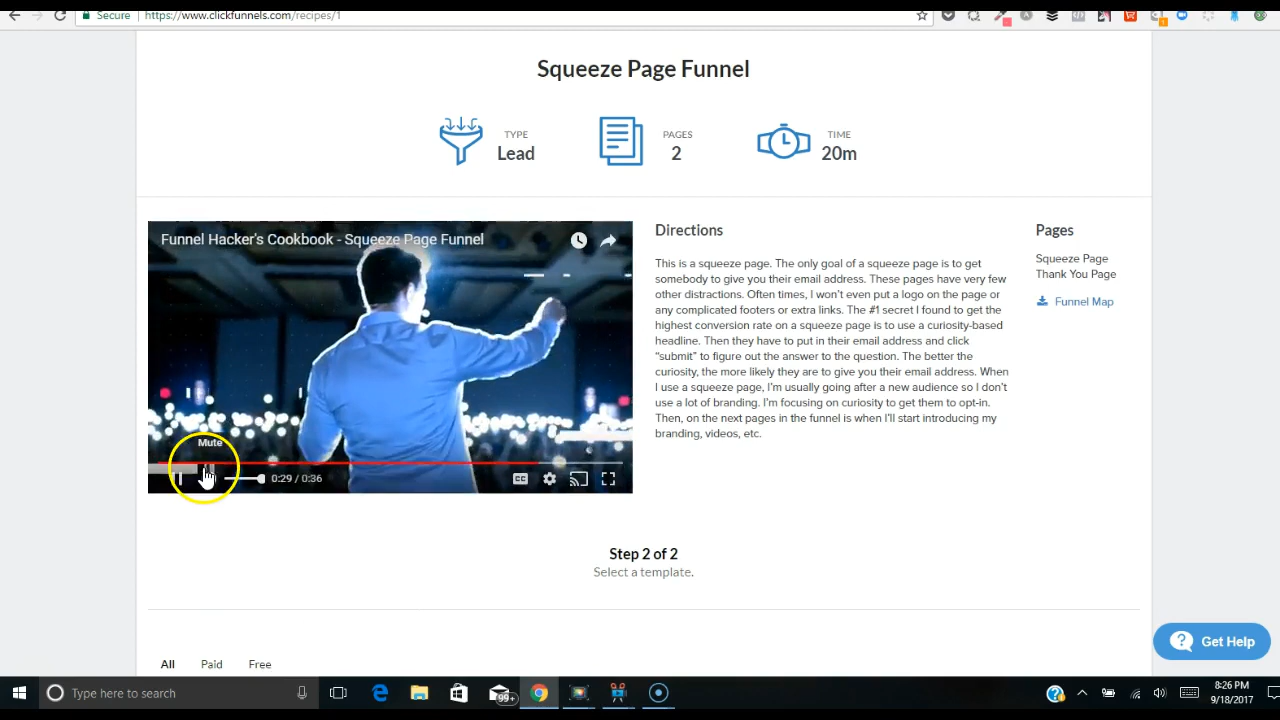 Secure
https://www.clickfunnels.com/recipes/1
Squeeze Page Funnel
TYPE
Lead
PAGES
2
TIME
20m
Funnel Hacker's Cookbook - Squeeze Page Funnel
Mute
0:29 / 0:36
CC
Directions
This is a squeeze page. The only goal of a squeeze page is to get
somebody to give you their email address. These pages have very few
other distractions. Often times, I won't even put a logo on the page or
any complicated footers or extra links. The #1 secret I found to get the
highest conversion rate on a squeeze page is to use a curiosity-based
headline. Then they have to put in their email address and click
“submit” to figure out the answer to the question. The better the
curiosity, the more likely they are to give you their email address. When
I use a squeeze page, I'm usually going after a new audience so I don't
use a lot of branding. I'm focusing on curiosity to get them to opt-in.
Then, on the next pages in the funnel is when I'll start introducing my
branding, videos, etc.
Pages
Squeeze Page
Thank You Page
Funnel Map
Step 2 of 2
Select a template.
All
Paid
Free
Get Help
Type here to search
99+
8:26 PM
9/18/2017